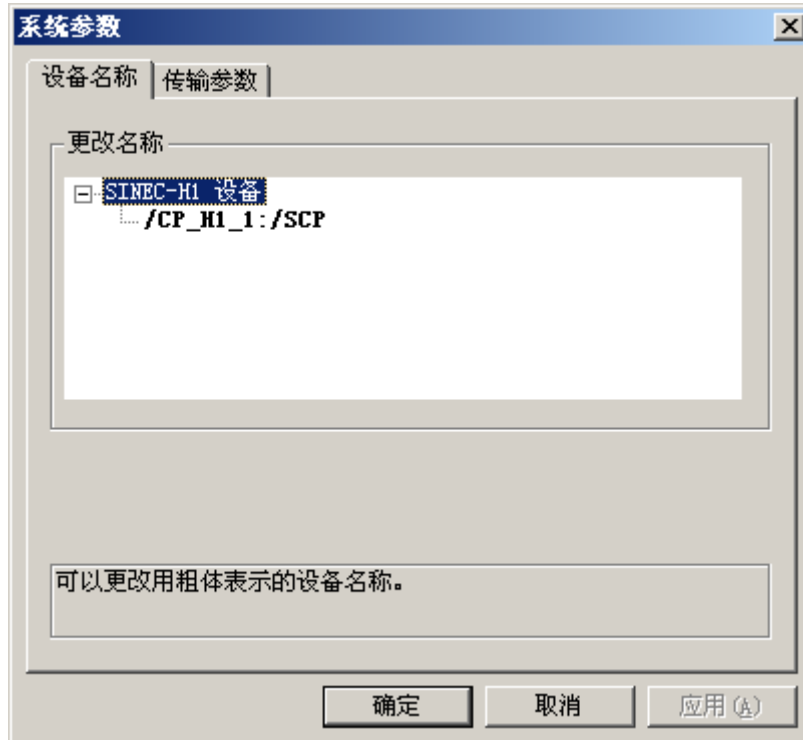 系统参数
设备名称 传输参数
更改名称
SINEC-H1 设备
/CP_H1_1:/SCP
可以更改用粗体表示的设备名称。
确定 取消 应用(A)